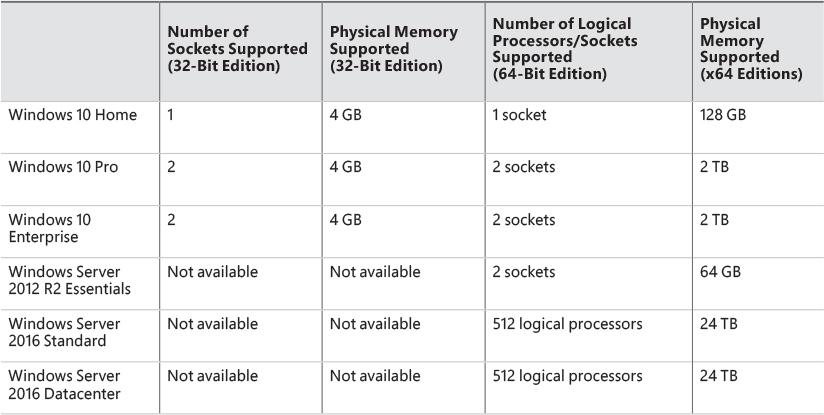 Number of
Sockets Supported
(32-Bit Edition)
Physical Memory
Supported
(32-Bit Edition)
Number of Logical
Processors/Sockets
Supported
(64-Bit Edition)
Physical
Memory
Supported
(x64 Editions)
Windows 10 Home 1 4 GB 1 socket 128 GB
Windows 10 Pro 2 4 GB 2 sockets 2 TB
Windows 10 2 4 GB 2 sockets 2 TB
Enterprise
Windows Server Not available Not available 2 sockets 64 GB
2012 R2 Essentials
Windows Server Not available Not available 512 logical processors 24 TB
2016 Standard
Windows Server Not available Not available 512 logical processors 24 TB
2016 Datacenter